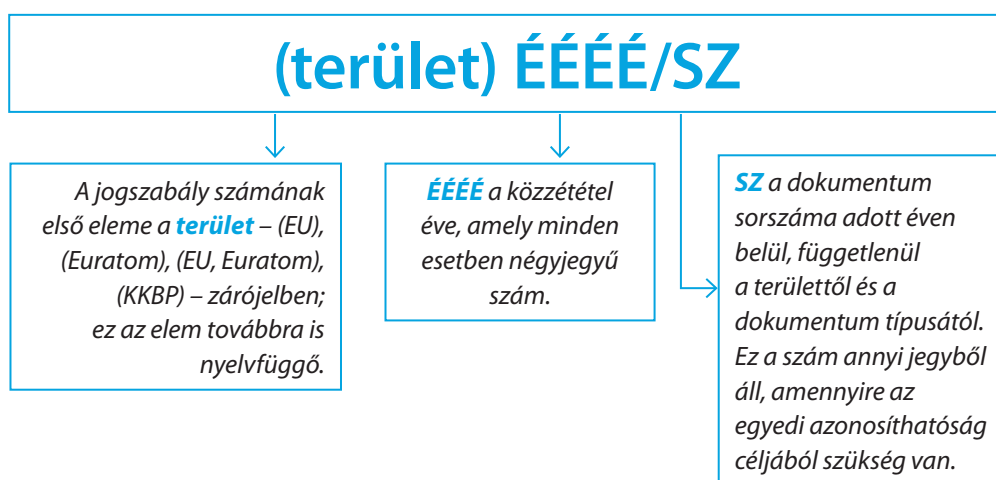 (terület) ÉÉÉÉ/SZ
A jogszabály számának
első eleme a terület – (EU),
(Euratom), (EU, Euratom),
(KKBP) – zárójelben;
ez az elem továbbra is
nyelvfüggő.
ÉÉÉÉ a közzététel
éve, amely minden
esetben négyjegyű
szám.
SZ a dokumentum
sorszáma adott éven
belül, függetlenül
a területtől és a
dokumentum típusától.
Ez a szám annyi jegyből
áll, amennyire az
egyedi azonosíthatóság
céljából szükség van.